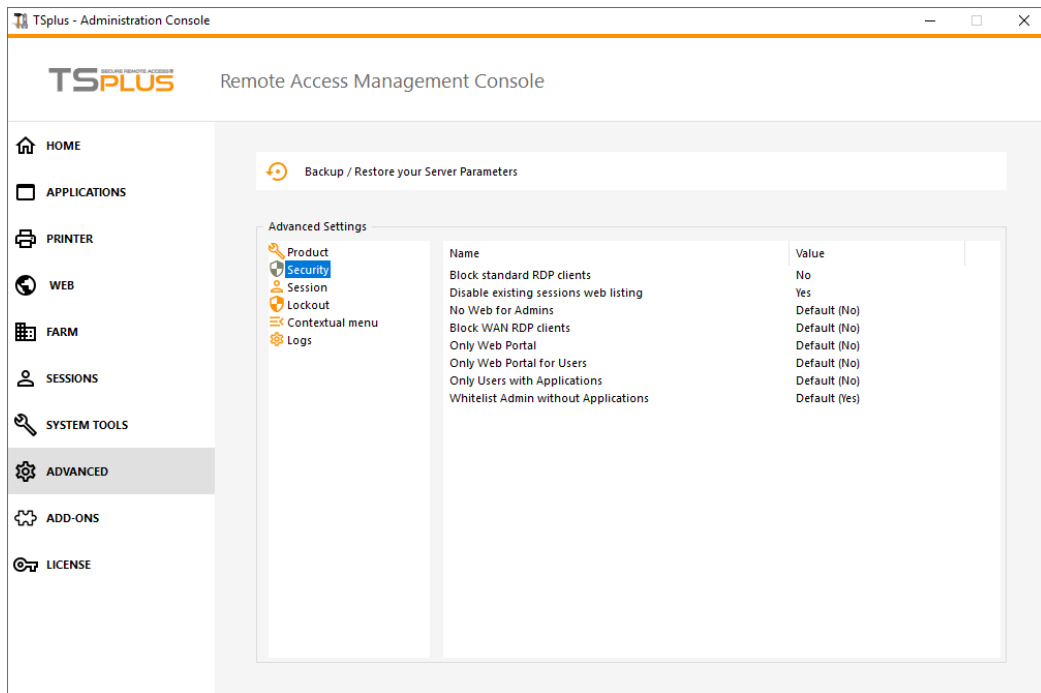 TSplus - Administration Console
SECURE REMOTE ACCESS®
TSPLUS
Remote Access Management Console
HOME
APPLICATIONS
PRINTER
WEB
FARM
SESSIONS
SYSTEM TOOLS
ADVANCED
ADD-ONS
LICENSE
Backup / Restore your Server Parameters
Advanced Settings
Product
Security
Session
Lockout
Contextual menu
Logs
Name Value
Block standard RDP clients No
Disable existing sessions web listing Yes
No Web for Admins Default (No)
Block WAN RDP clients Default (No)
Only Web Portal Default (No)
Only Web Portal for Users Default (No)
Only Users with Applications Default (No)
Whitelist Admin without Applications Default (Yes)